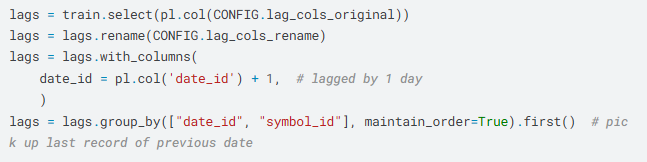 lags = train.select(pl.col(CONFIG.lag_cols_original))
lags = lags.rename(CONFIG.lag_cols_rename)
lags = lags.with_columns(
    date_id = pl.col('date_id') + 1,  # lagged by 1 day
    )
lags = lags.group_by(["date_id", "symbol_id"], maintain_order=True).first()  # pic
k up last record of previous date